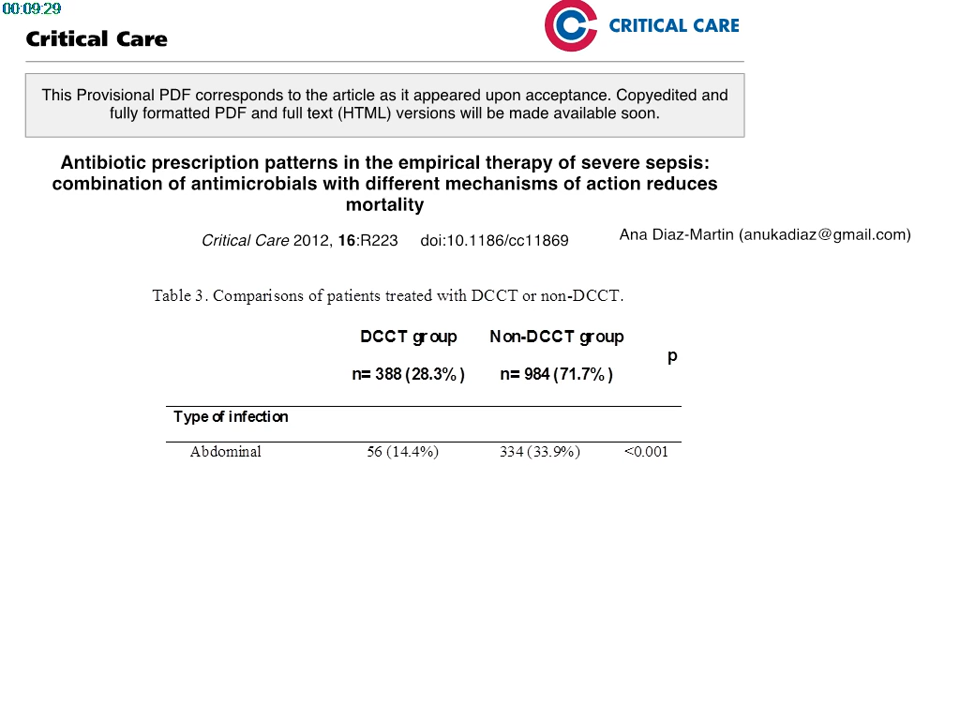 00:09:29
Critical Care
CRITICAL CARE
This Provisional PDF corresponds to the article as it appeared upon acceptance. Copyedited and
fully formatted PDF and full text (HTML) versions will be made available soon.
Antibiotic prescription patterns in the empirical therapy of severe sepsis:
combination of antimicrobials with different mechanisms of action reduces
mortality
Critical Care 2012, 16:R223 doi:10.1186/cc11869
Ana Diaz-Martin (anukadiaz@gmail.com)
Table 3. Comparisons of patients treated with DCCT or non-DCCT.
DCCT group Non-DCCT group
p
n= 388 (28.3%) n= 984 (71.7%)
Type of infection
Abdominal 56 (14.4%) 334 (33.9%) <0.001